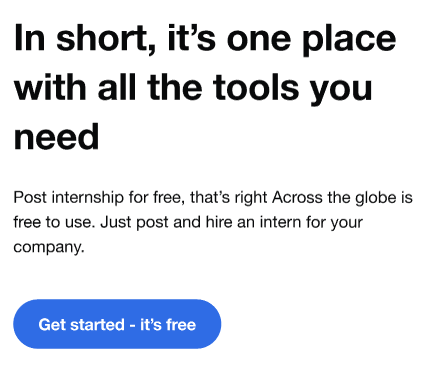 In short, it’s one place
with all the tools you
need
Post internship for free, that’s right Across the globe is
free to use. Just post and hire an intern for your
company.
Get started - it’s free